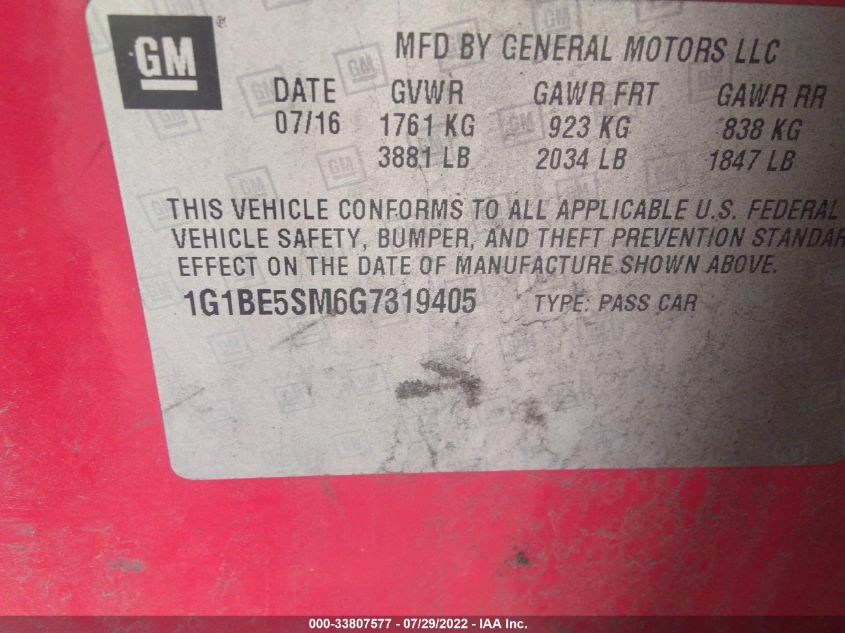 GM ®
MFD BY GENERAL MOTORS LLC
DATE GVWR GAWR FRT GAWR RR
07/16 1761 KG 923 KG 838 KG
3881 LB 2034 LB 1847 LB
THIS VEHICLE CONFORMS TO ALL APPLICABLE U.S. FEDERAL
VEHICLE SAFETY, BUMPER, AND THEFT PREVENTION STANDAR
EFFECT ON THE DATE OF MANUFACTURE SHOWN ABOVE.
1G1BE5SM6G7319405 TYPE: PASS CAR
000-33807577 - 07/29/2022 - IAA Inc.